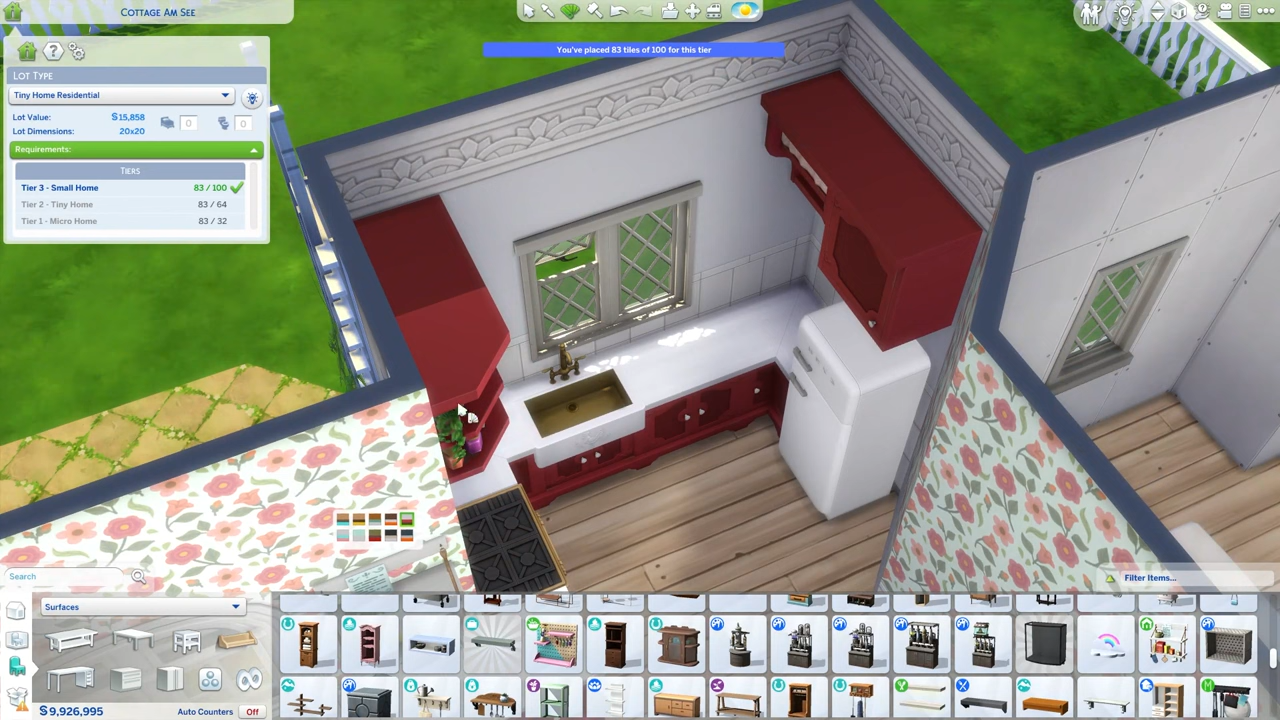 COTTAGE AM SEE
You've placed 83 tiles of 100 for this tier
LOT TYPE
Tiny Home Residential
Lot Value: §15,858
0
0
Lot Dimensions: 20x20
Requirements:
TIERS
Tier 3 - Small Home 83 / 100
Tier 2 - Tiny Home 83 / 64
Tier 1 - Micro Home 83 / 32
Search
Filter Items...
Surfaces
§9,926,995
Auto Counters Off